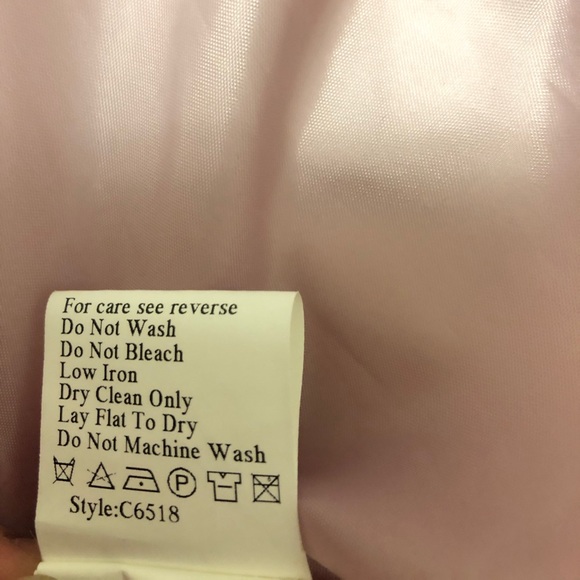 For care see reverse
Do Not Wash
Do Not Bleach
Low Iron
Dry Clean Only
Lay Flat To Dry
Do Not Machine Wash
P
Style:C6518